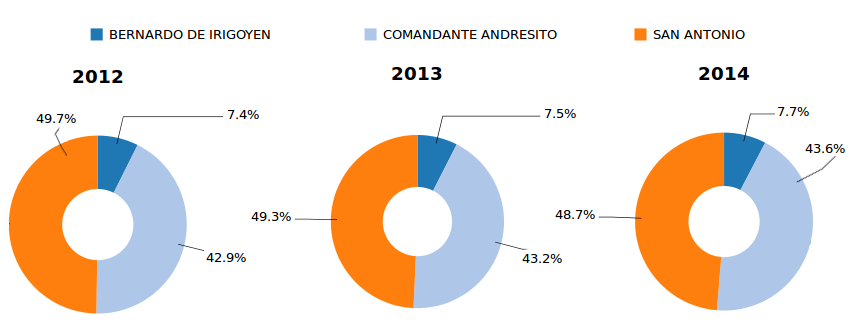 BERNARDO DE IRIGOYEN COMANDANTE ANDRESITO SAN ANTONIO
2012 2013 2014
49.7% 7.4% 7.5% 7.7%
43.6%
49.3% 48.7%
42.9% 43.2%